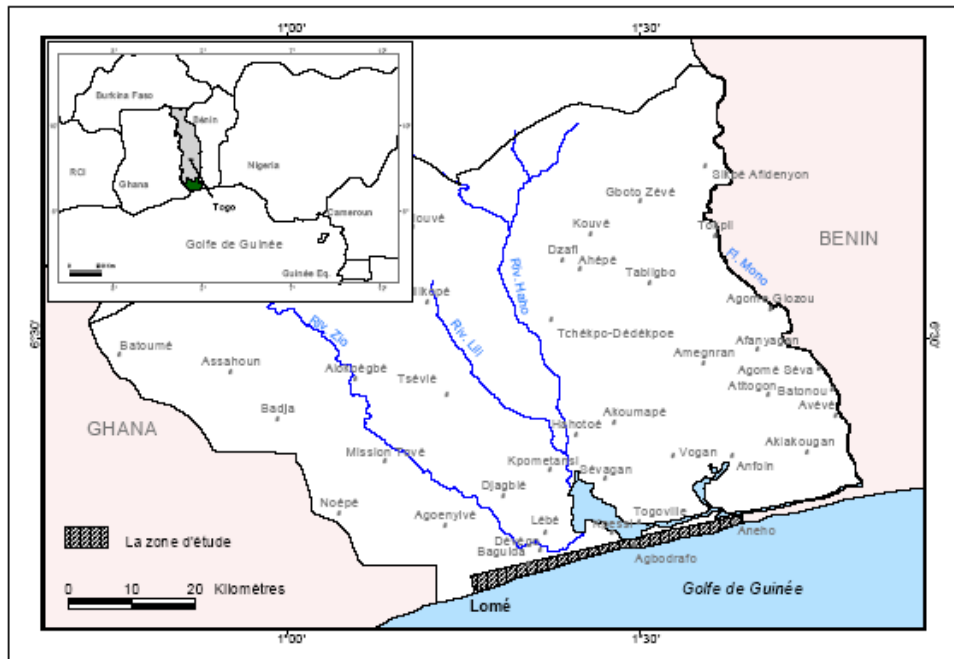 1°00'
1°30'
Burkina Faso
Bénin
RCI
Ghana
Nigeria
Togo
Cameroun
Golfe de Guinée
Guinée Eq.
Sikpé Afidenyon
Gboto Zévé
Kouvé
Tokpli
BENIN
Dzafi
Ahépé
Tabligbo
Fl. Mono
Riv. Haho
Agomé Glozou
Riv. Zio
Riv. Lili
Tchékpo-Dédékpoe
6°30'
6°30'
Batoumé
Afanyagan
Assahoun
Alokpégbé
Amegnran
Agomé Séva
Tsévié
Attitogon
Batonou
Badja
Avévé
Akoumapé
GHANA
Hahotoé
Aklakougan
Mission Tové
Kpometansi
Vogan
Anfoin
Sévagan
Djagblé
Noépé
Agoenyivé
Lébé
Togoville
Aneho
La zone d'étude
Baguida
Agbodrafo
0 10 20 Kilomètres
Golfe de Guinée
Lomé
1°00'
1°30'